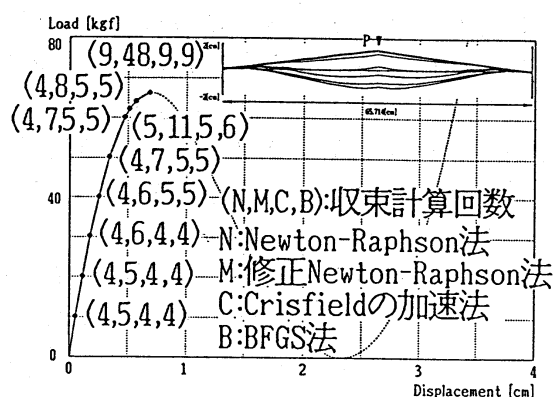 Load [kgf]
80
(9,48,9,9)
2[cm]
P
(4,8,5,5)
-2[cm]
65.714[cm]
(4,7,5,5)
(5,11,5,6)
(4,7,5,5)
40
(4,6,5,5)
(N,M,C,B):収束計算回数
(4,6,4,4)
N:Newton-Raphson法
(4,5,4,4)
M:修正Newton-Raphson法
(4,5,4,4)
C:Crisfieldの加速法
B:BFGS法
0
0 1 2 3 4
Displacement [cm]